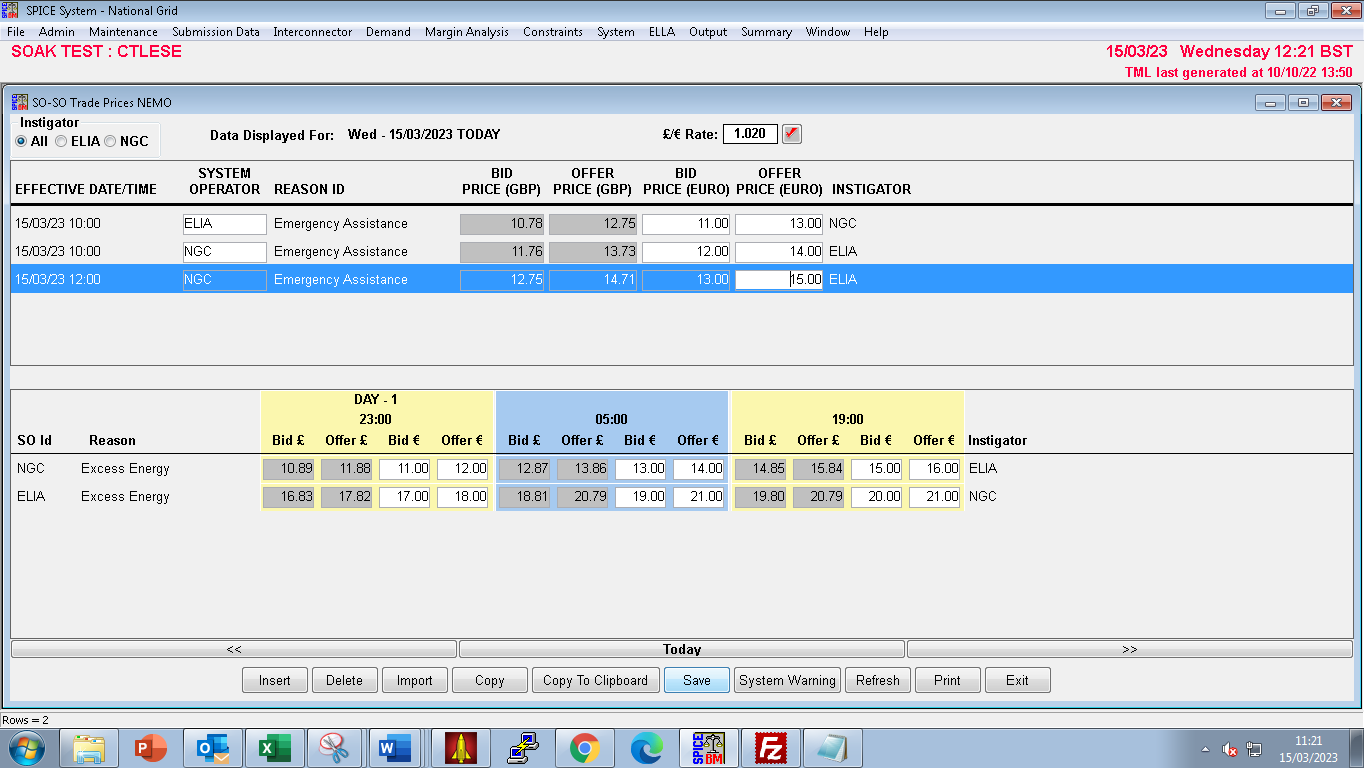 SPICE System - National Grid
File Admin Maintenance Submission Data Interconnector Demand Margin Analysis Constraints System ELLA Output Summary Window Help
SOAK TEST : CTLESE 15/03/23 Wednesday 12:21 BST
TML last generated at 10/10/22 13:50
SO-SO Trade Prices NEMO
Instigator
All ELIA NGC Data Displayed For: Wed - 15/03/2023 TODAY £/€ Rate: 1.020
SYSTEM BID OFFER BID OFFER
EFFECTIVE DATE/TIME OPERATOR REASON ID PRICE (GBP) PRICE (GBP) PRICE (EURO) PRICE (EURO) INSTIGATOR
15/03/23 10:00 ELIA Emergency Assistance 10.78 12.75 11.00 13.00 NGC
15/03/23 10:00 NGC Emergency Assistance 11.76 13.73 12.00 14.00 ELIA
15/03/23 12:00 NGC Emergency Assistance 12.75 14.71 13.00 15.00 ELIA
DAY - 1
23:00 05:00 19:00
SO Id Reason Bid £ Offer £ Bid € Offer € Bid £ Offer £ Bid € Offer € Bid £ Offer £ Bid € Offer € Instigator
NGC Excess Energy 10.89 11.88 11.00 12.00 12.87 13.86 13.00 14.00 14.85 15.84 15.00 16.00 ELIA
ELIA Excess Energy 16.83 17.82 17.00 18.00 18.81 20.79 19.00 21.00 19.80 20.79 20.00 21.00 NGC
<< Today >>
Insert Delete Import Copy Copy To Clipboard Save System Warning Refresh Print Exit
Rows = 2
SPICE BM
11:21
15/03/2023